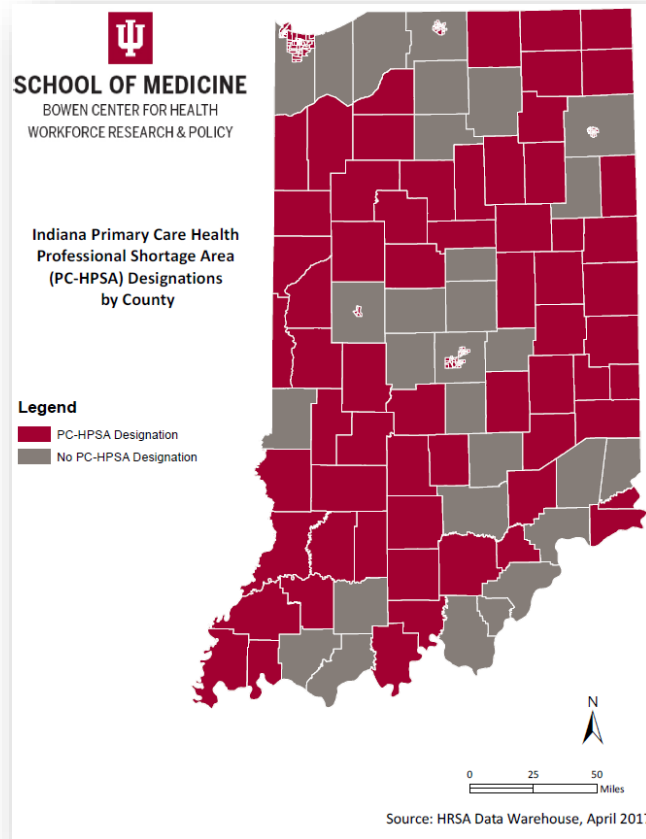 SCHOOL OF MEDICINE
BOWEN CENTER FOR HEALTH
WORKFORCE RESEARCH & POLICY
Indiana Primary Care Health
Professional Shortage Area
(PC-HPSA) Designations
by County
Legend
PC-HPSA Designation
No PC-HPSA Designation
N
0 25 50
Miles
Source: HRSA Data Warehouse, April 2017